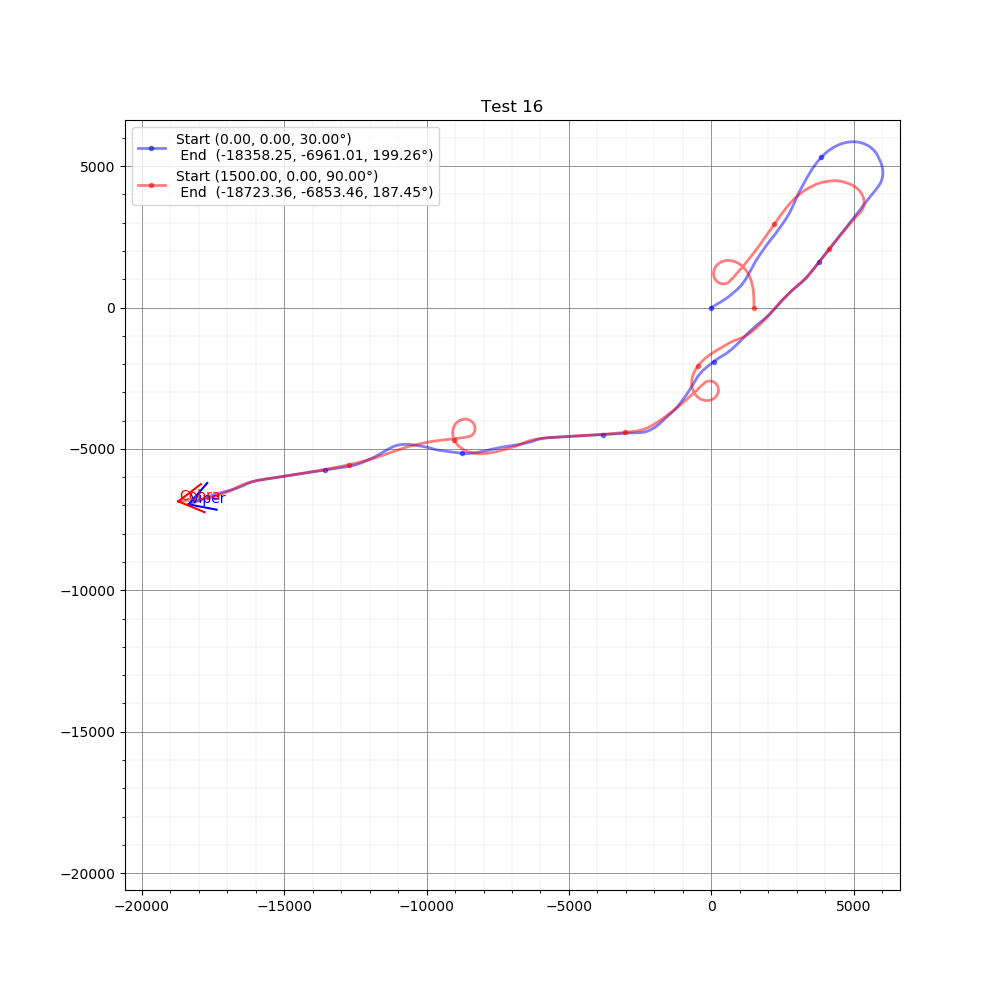 Test 16
Start (0.00, 0.00, 30.00°)
End  (-18358.25, -6961.01, 199.26°)
Start (1500.00, 0.00, 90.00°)
End  (-18723.36, -6853.46, 187.45°)
5000
0
−5000
−10000
−15000
−20000
−20000
−15000
−10000
−5000
0
5000